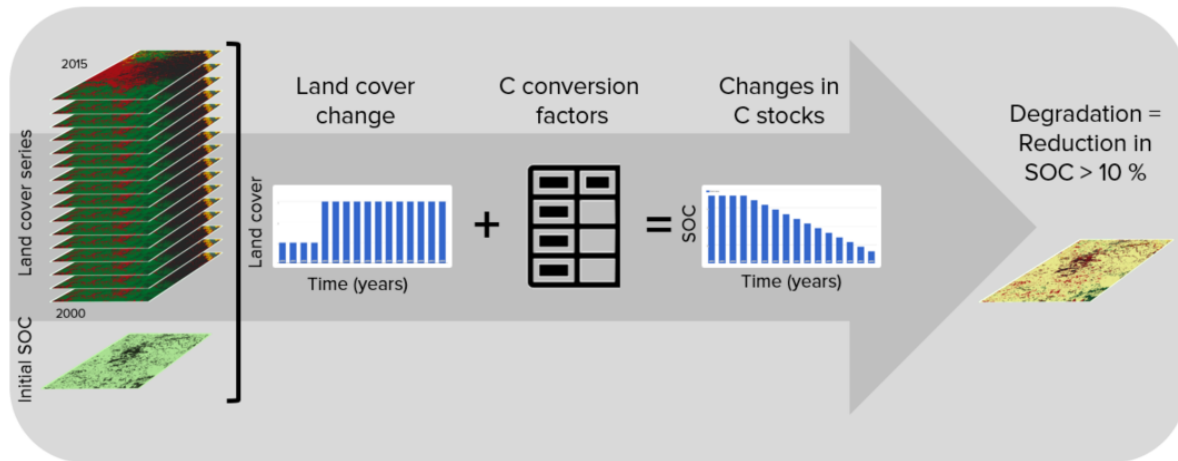 2015
Land cover series
2000
Initial SOC
Land cover
change
Land cover
Time (years)
+
C conversion
factors
=
Changes in
C stocks
SOC
Time (years)
Degradation =
Reduction in
SOC > 10 %